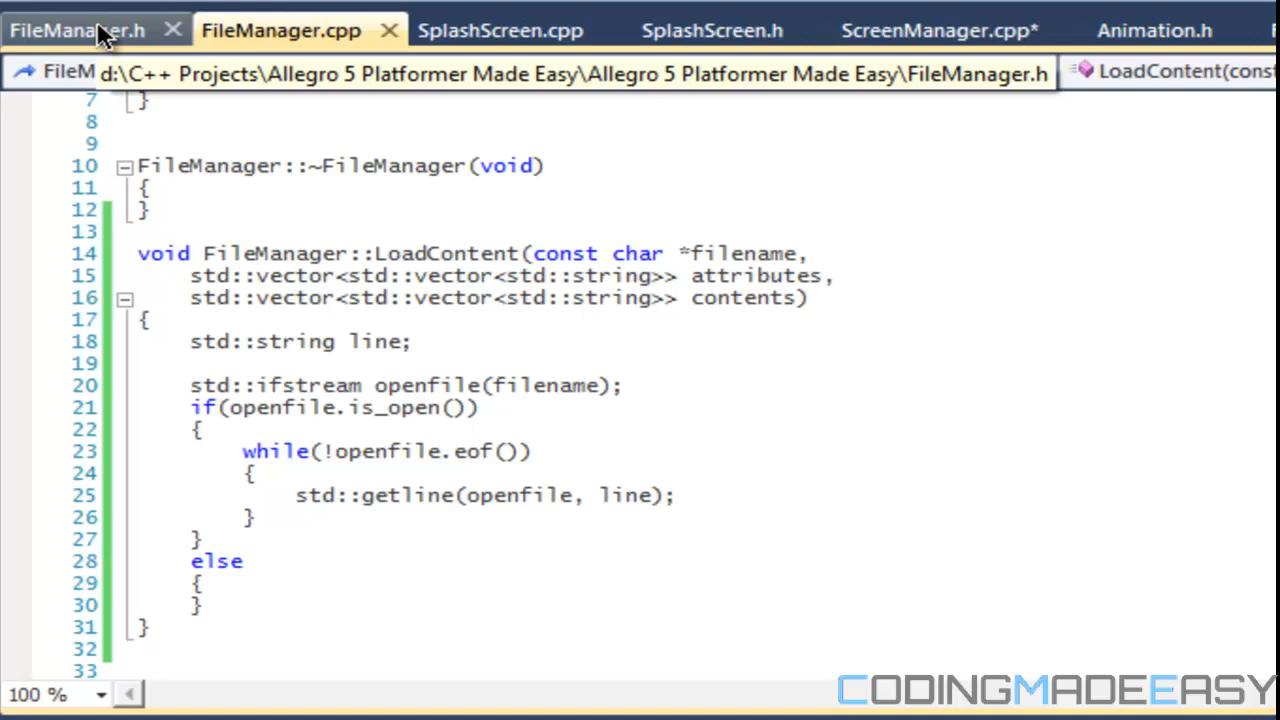 FileManager.h FileManager.cpp SplashScreen.cpp SplashScreen.h ScreenManager.cpp* Animation.h
FileM d:\C++ Projects\Allegro 5 Platformer Made Easy\Allegro 5 Platformer Made Easy\FileManager.h LoadContent(const
7 }
8
9
10 FileManager::~FileManager(void)
11 {
12 }
13
14 void FileManager::LoadContent(const char *filename,
15 std::vector<std::vector<std::string>> attributes,
16 std::vector<std::vector<std::string>> contents)
17 {
18 std::string line;
19
20 std::ifstream openfile(filename);
21 if(openfile.is_open())
22 {
23 while(!openfile.eof())
24 {
25 std::getline(openfile, line);
26 }
27 }
28 else
29 {
30 }
31 }
32
33
100 %
CODINGMADEEASY